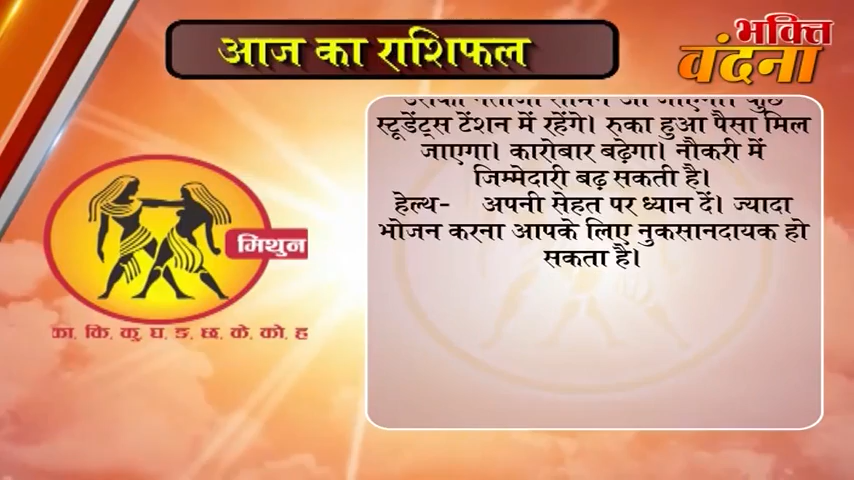 आज का राशिफल
भक्ति
वंदना
स्टूडेंट्स टेंशन में रहेंगे। रुका हुआ पैसा मिल
जाएगा। कारोबार बढ़ेगा। नौकरी में
जिम्मेदारी बढ़ सकती है।
हेल्थ- अपनी सेहत पर ध्यान दें। ज्यादा
भोजन करना आपके लिए नुकसानदायक हो
सकता है।
मिथुन
का, कि, कु, घ, ङ, छ, के, को, ह